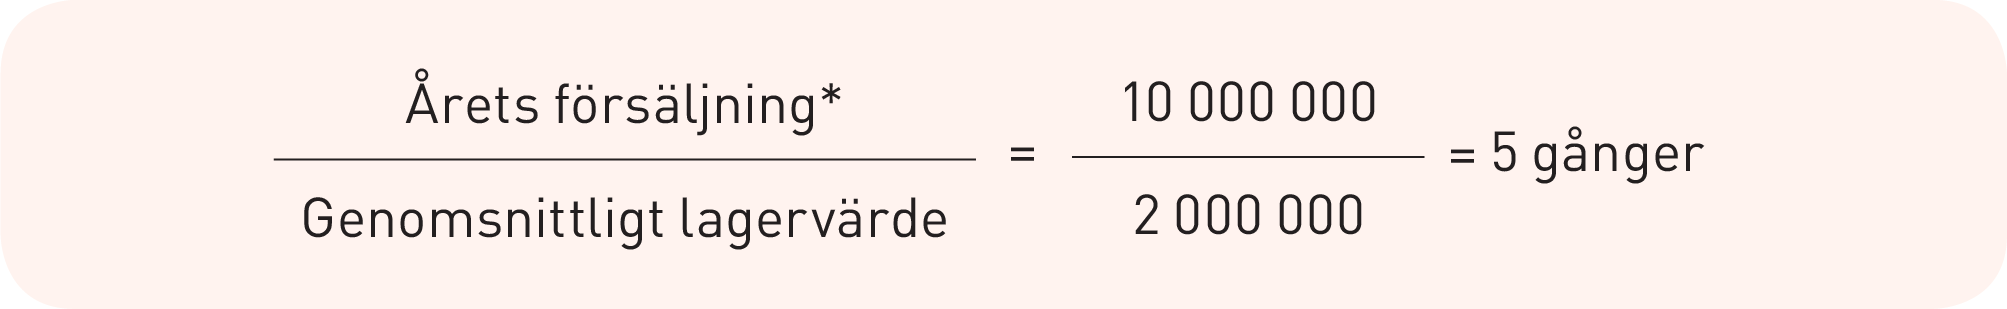 Årets försäljning*
Genomsnittligt lagervärde
=
10 000 000
2 000 000
= 5 gånger